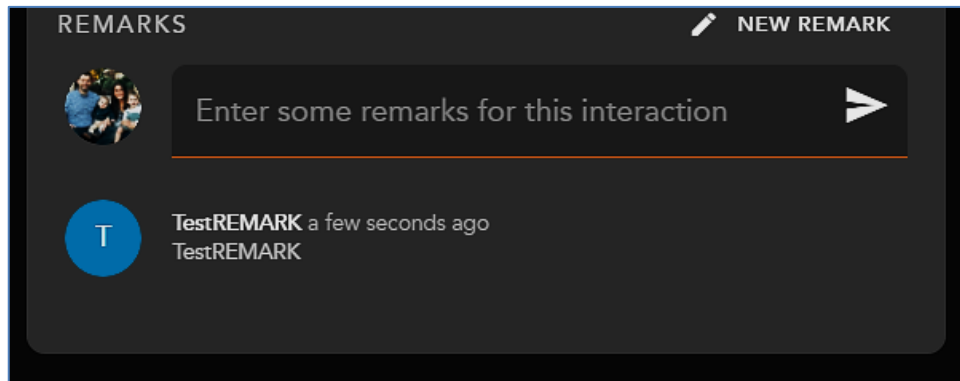 REMARKS
NEW REMARK
Enter some remarks for this interaction
T
TestREMARK a few seconds ago
TestREMARK